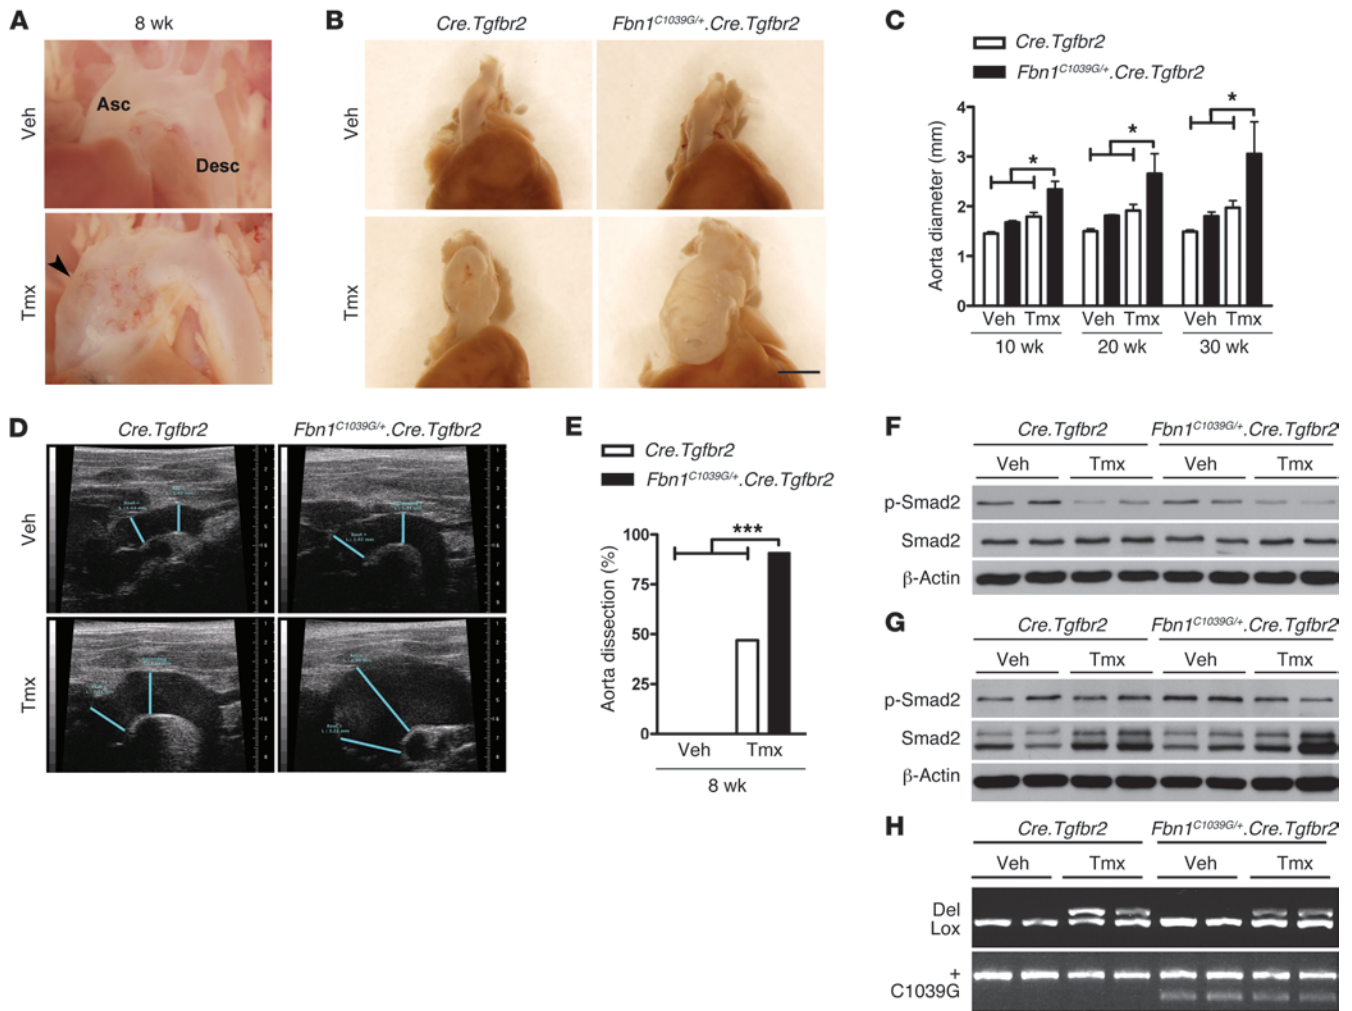 A
8 wk
Veh
Asc
Desc
Tmx
B
Cre.Tgfbr2
Fbn1C1039G/+.Cre.Tgfbr2
Veh
Tmx
C
Cre.Tgfbr2
Fbn1C1039G/+.Cre.Tgfbr2
Aorta diameter (mm)
4
3
2
1
0
*
*
*
Veh Tmx Veh Tmx Veh Tmx
10 wk 20 wk 30 wk
D
Cre.Tgfbr2
Fbn1C1039G/+.Cre.Tgfbr2
Veh
Tmx
E
Cre.Tgfbr2
Fbn1C1039G/+.Cre.Tgfbr2
Aorta dissection (%)
100
75
50
25
0
***
Veh Tmx
8 wk
F
Cre.Tgfbr2 Fbn1C1039G/+.Cre.Tgfbr2
Veh Tmx Veh Tmx
p-Smad2
Smad2
β-Actin
G
Cre.Tgfbr2 Fbn1C1039G/+.Cre.Tgfbr2
Veh Tmx Veh Tmx
p-Smad2
Smad2
β-Actin
H
Cre.Tgfbr2 Fbn1C1039G/+.Cre.Tgfbr2
Veh Tmx Veh Tmx
Del
Lox
+
C1039G